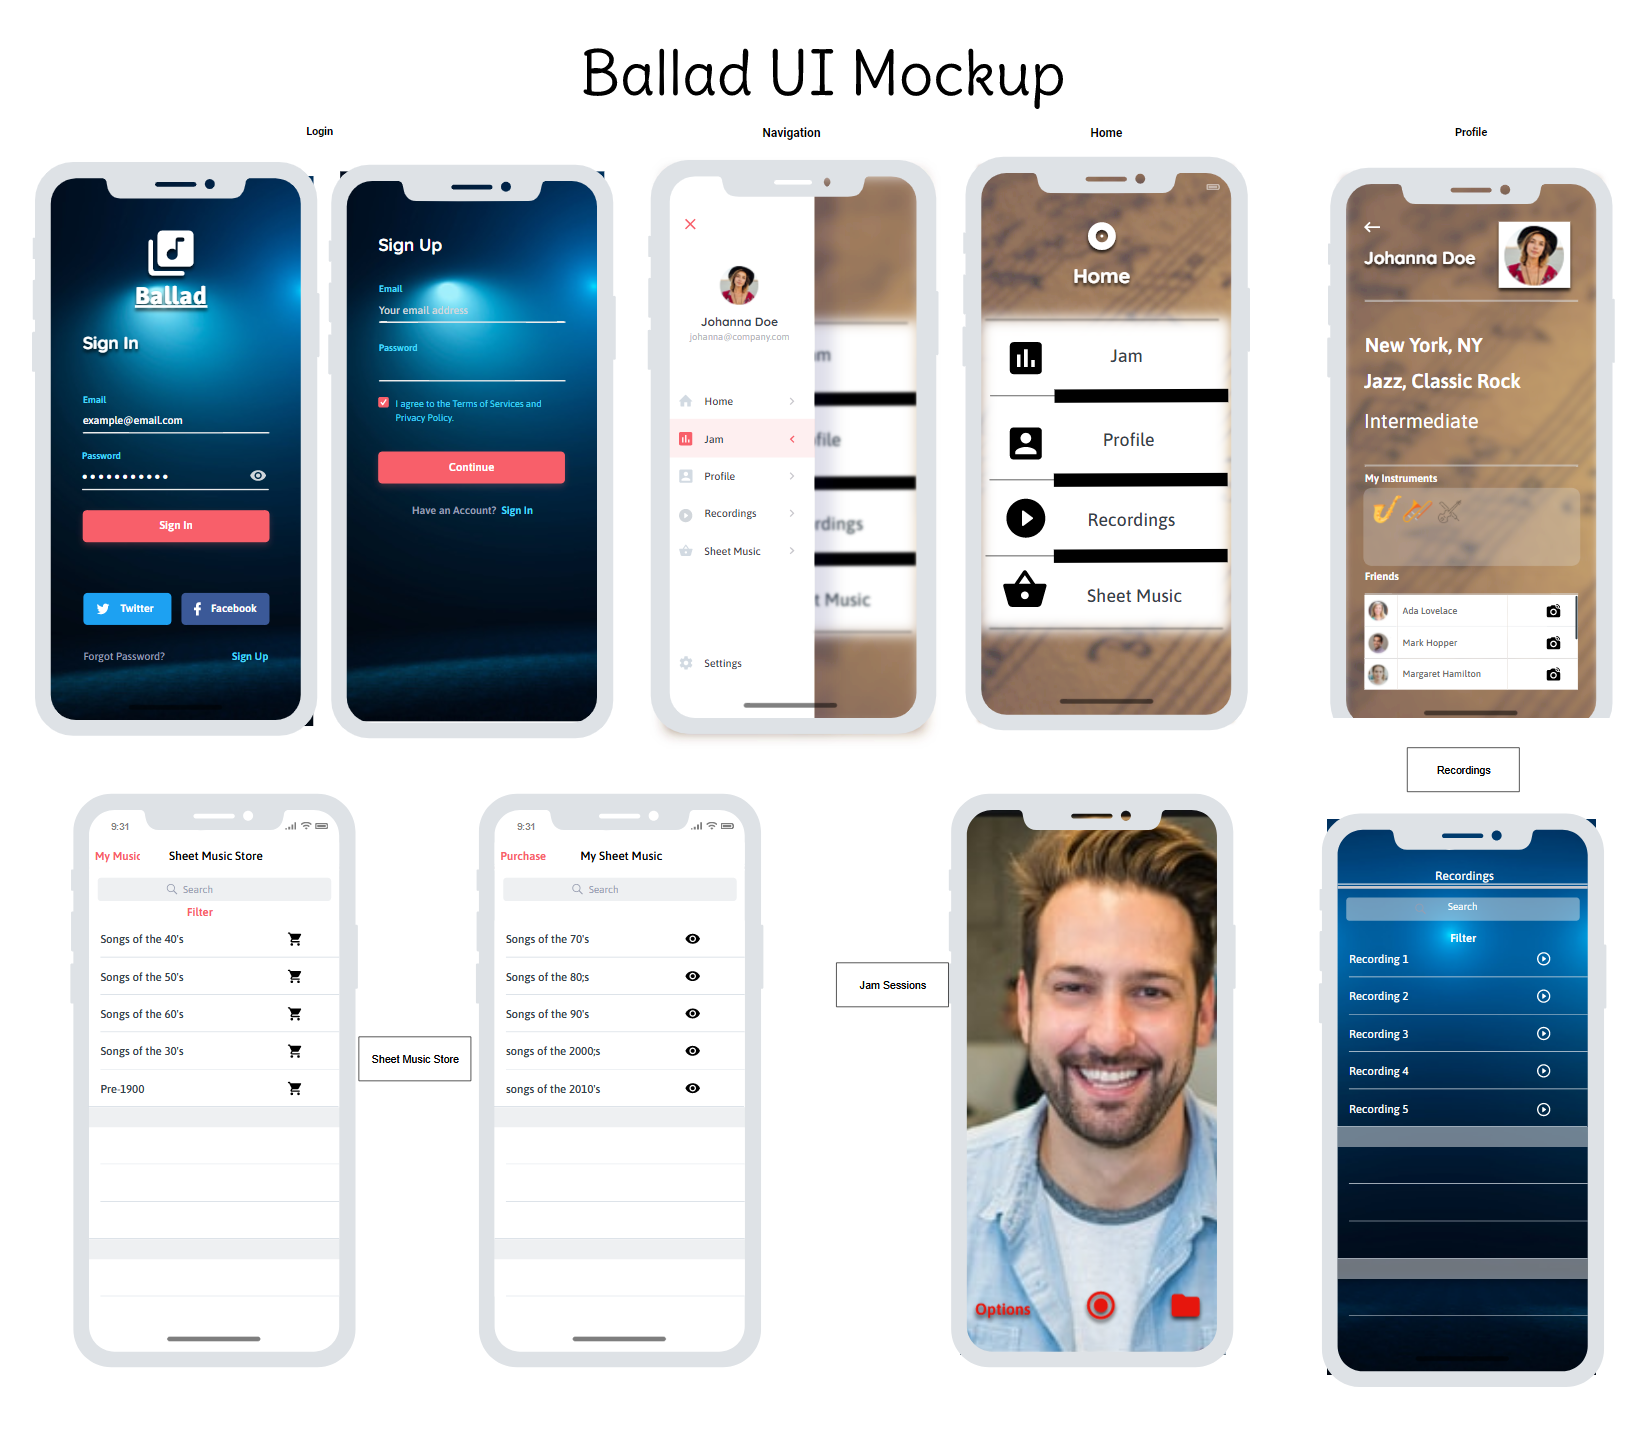 Ballad UI Mockup
Login
Navigation
Home
Profile
Ballad
Sign In
Email
example@email.com
Password
Sign In
Twitter
Facebook
Forgot Password?
Sign Up
Sign Up
Email
Your email address
Password
I agree to the Terms of Services and
Privacy Policy.
Continue
Have an Account? Sign In
Johanna Doe
johanna@company.com
Home
Jam
Profile
Recordings
Sheet Music
Settings
am
file
rdings
t Music
Home
Jam
Profile
Recordings
Sheet Music
Johanna Doe
New York, NY
Jazz, Classic Rock
Intermediate
My Instruments
Friends
Ada Lovelace
Mark Hopper
Margaret Hamilton
Recordings
9:31
My Music
Sheet Music Store
Search
Filter
Songs of the 40's
Songs of the 50's
Songs of the 60's
Songs of the 30's
Pre-1900
Sheet Music Store
9:31
Purchase
My Sheet Music
Search
Songs of the 70's
Songs of the 80;s
Songs of the 90's
songs of the 2000;s
songs of the 2010's
Jam Sessions
Options
Recordings
Search
Filter
Recording 1
Recording 2
Recording 3
Recording 4
Recording 5